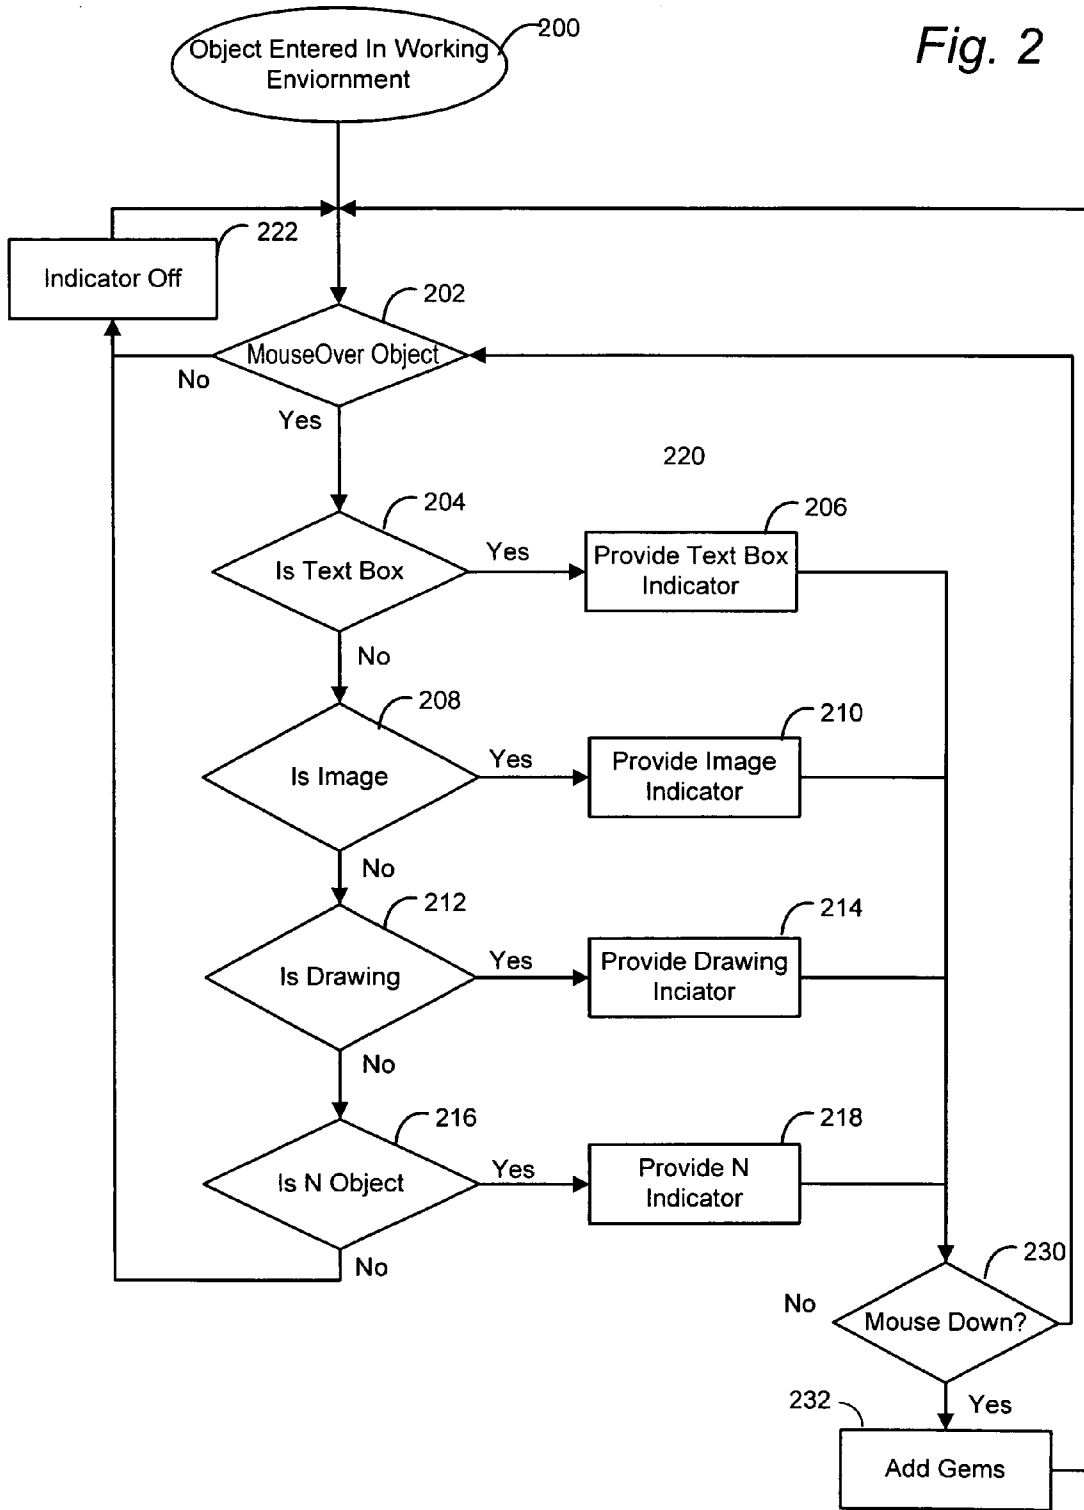 Fig. 2
200
Object Entered In Working
Enviornment
222
Indicator Off
202
MouseOver Object
No
Yes
220
204
Is Text Box
Yes
206
Provide Text Box
Indicator
No
208
Is Image
Yes
210
Provide Image
Indicator
No
212
Is Drawing
Yes
214
Provide Drawing
Inciator
No
216
Is N Object
Yes
218
Provide N
Indicator
No
230
No
Mouse Down?
Yes
232
Add Gems